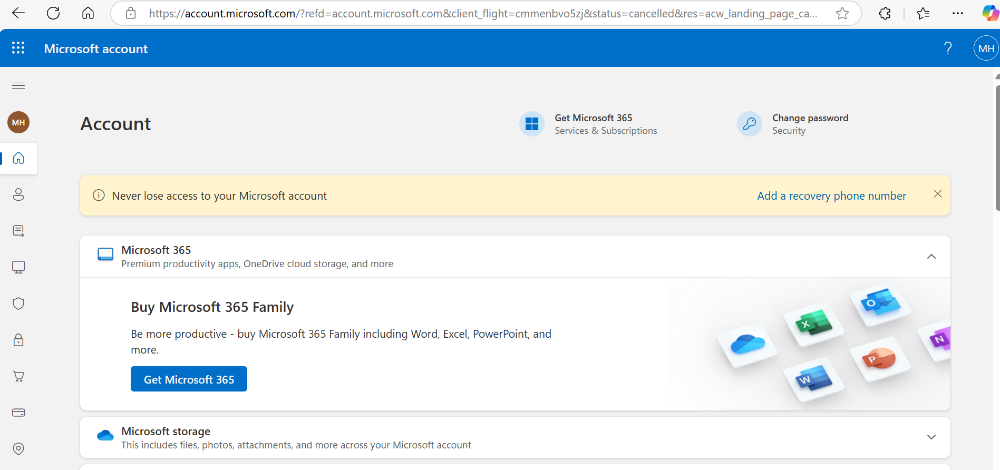 https://account.microsoft.com/?refd=account.microsoft.com&client_flight=cmmenbvo5zj&status=cancelled&res=acw_landing_page_ca...
Microsoft account
?
MH
MH
Account
Get Microsoft 365
Services & Subscriptions
Change password
Security
Never lose access to your Microsoft account
Add a recovery phone number
Microsoft 365
Premium productivity apps, OneDrive cloud storage, and more
Buy Microsoft 365 Family
Be more productive - buy Microsoft 365 Family including Word, Excel, PowerPoint, and
more.
Get Microsoft 365
O
X
N
P
W
Microsoft storage
This includes files, photos, attachments, and more across your Microsoft account